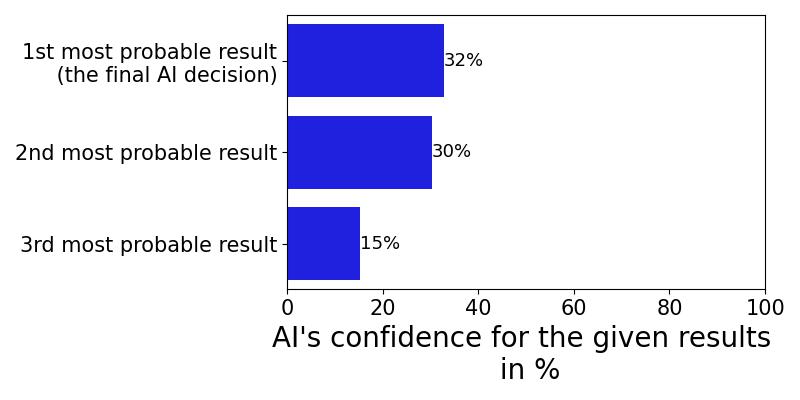 1st most probable result
(the final AI decision)
32%
2nd most probable result
30%
3rd most probable result
15%
0 20 40 60 80 100
AI's confidence for the given results
in %